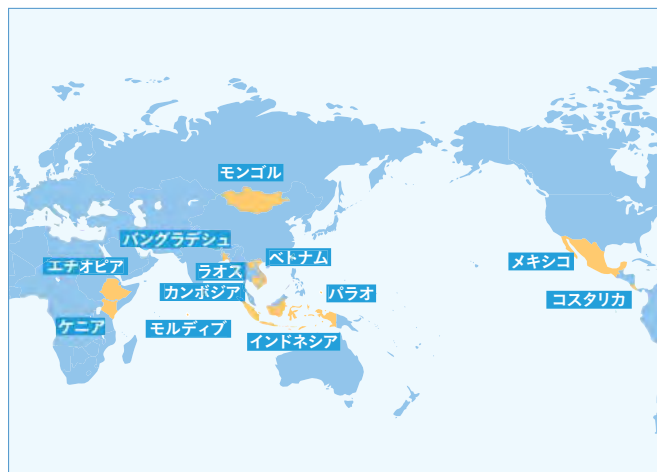 モンゴル
バングラデシュ
エチオピア
ラオス
ベトナム
カンボジア
パラオ
ケニア
モルディブ
インドネシア
メキシコ
コスタリカ